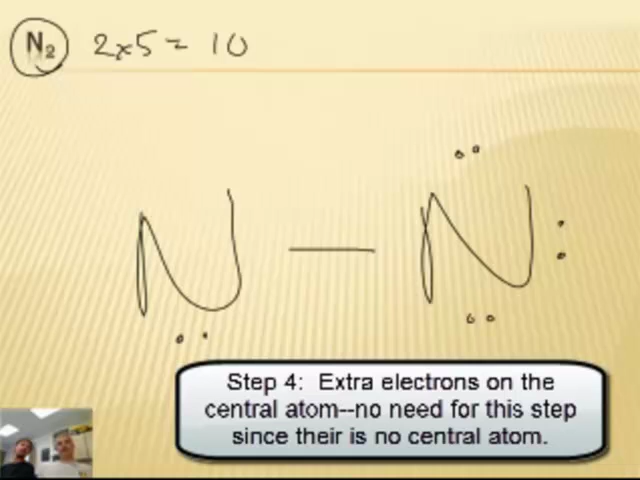 N₂ 2x5 = 10
N — N:
Step 4: Extra electrons on the
central atom--no need for this step
since their is no central atom.